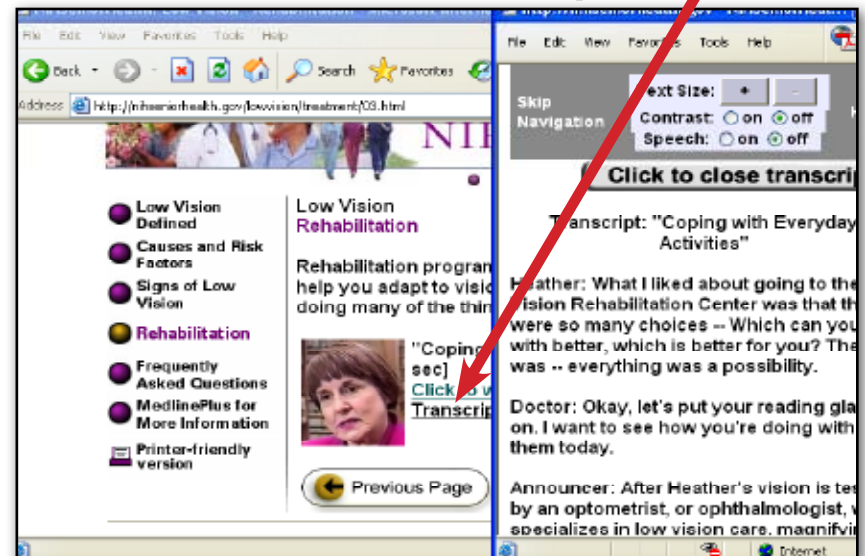 File Edit View Favorites Tools Help
Back Search Favorites
Address http://nihseniorhealth.gov/lowvision/treatment/03.html
NIH
Low Vision
Defined
Causes and Risk
Factors
Signs of Low
Vision
Rehabilitation
Frequently
Asked Questions
MedlinePlus for
More Information
Printer-friendly
version
Low Vision
Rehabilitation
Rehabilitation program
help you adapt to
doing many of the
"Coping
sec]
Click to
Transcrip
Previous Page
File Edit View Favorites Tools Help
Skip
Navigation
Text Size: + -
Contrast: on off
Speech: on off
Click to close transcrip
Transcript: "Coping with Everyday
Activities"
Heather: What I liked about going to the
Vision Rehabilitation Center was that th
were so many choices -- Which can you
with better, which is better for you? The
was -- everything was a possibility.
Doctor: Okay, let's put your reading gla
on. I want to see how you're doing with
them today.
Announcer: After Heather's vision is tes
by an optometrist, or ophthalmologist,
specializes in low vision care, magnifyi
Internet